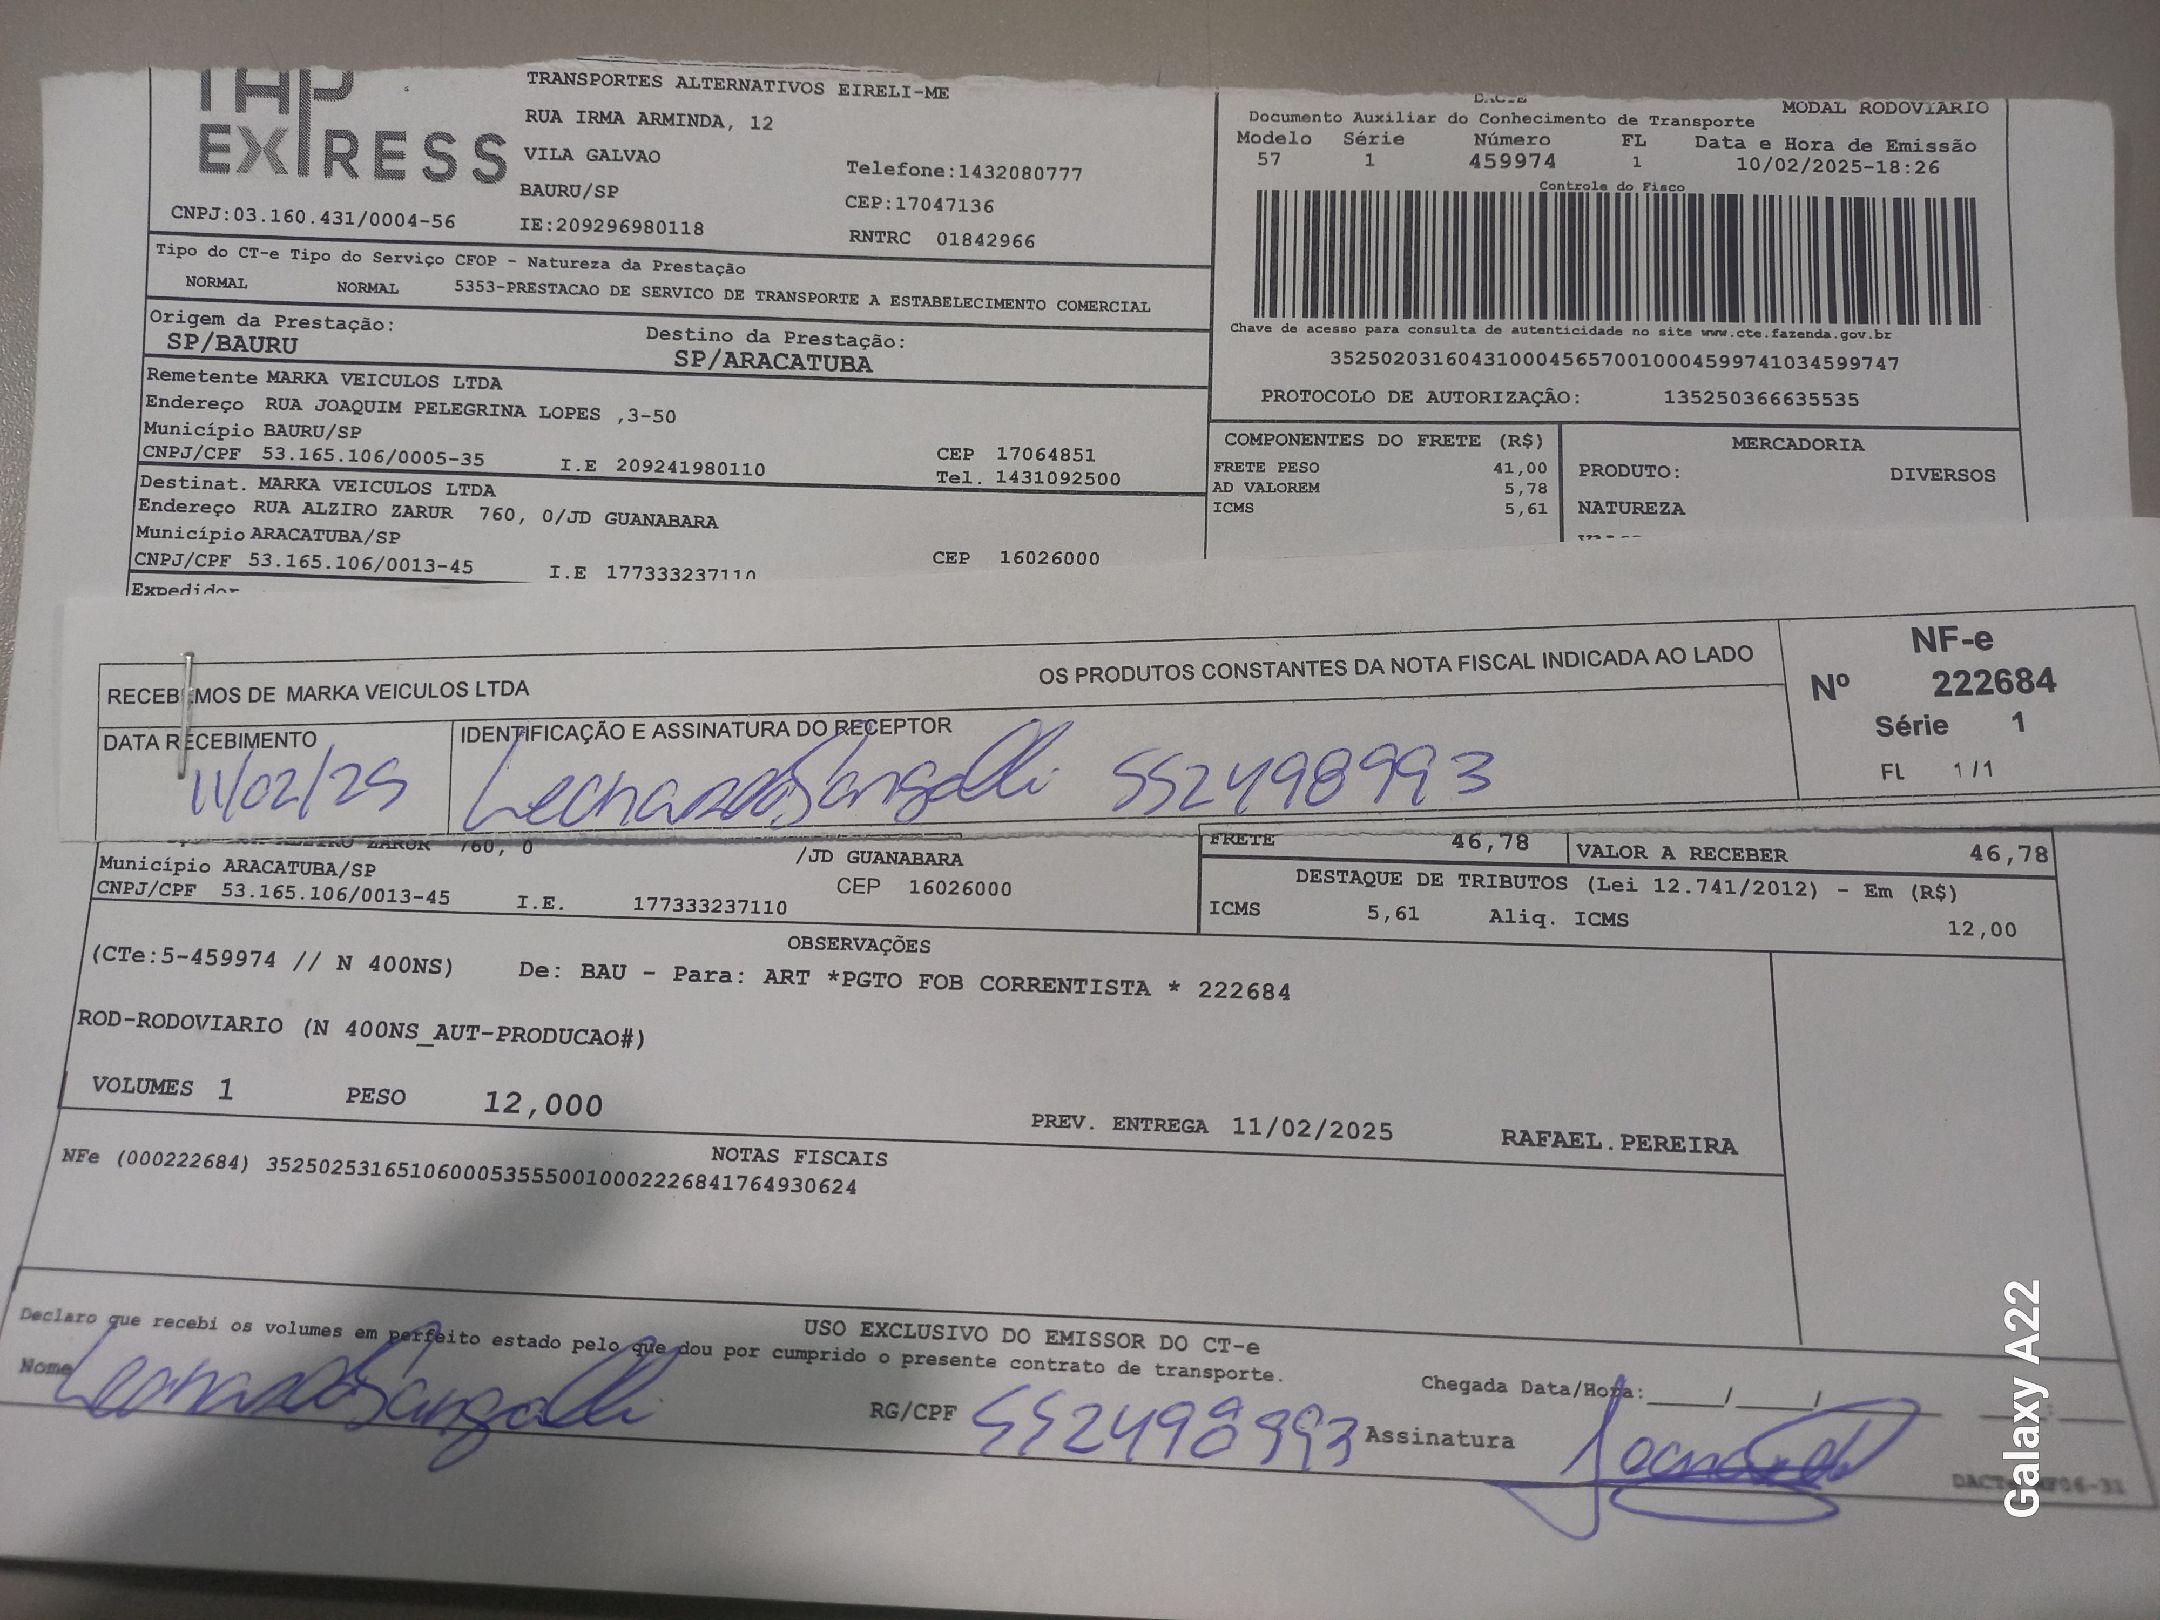 TAP
EXPRESS
TRANSPORTES ALTERNATIVOS EIRELI-ME
RUA IRMA ARMINDA, 12
VILA GALVAO
Telefone:1432080777
BAURU/SP
CEP:17047136
CNPJ:03.160.431/0004-56
IE:209296980118
RNTRC 01842966
MODAL RODOVIÁRIO
Documento Auxiliar do Conhecimento de Transporte
Modelo Série Número FL Data e Hora de Emissão
57 1 459974 1 10/02/2025-18:26
Controle do Fisco
Chave de acesso para consulta de autenticidade no site www.cte.fazenda.gov.br
35250203160431000456570010004599741034599747
PROTOCOLO DE AUTORIZAÇÃO: 135250366635535
Tipo do CT-e Tipo do Serviço CFOP - Natureza da Prestação
NORMAL NORMAL 5353-PRESTACAO DE SERVICO DE TRANSPORTE A ESTABELECIMENTO COMERCIAL
Origem da Prestação: Destino da Prestação:
SP/BAURU SP/ARACATUBA
Remetente MARKA VEICULOS LTDA
Endereço RUA JOAQUIM PELEGRINA LOPES ,3-50
Município BAURU/SP CEP 17064851
CNPJ/CPF 53.165.106/0005-35 I.E 209241980110 Tel. 1431092500
Destinat. MARKA VEICULOS LTDA
Endereço RUA ALZIRO ZARUR 760, 0/JD GUANABARA
Município ARACATUBA/SP
CNPJ/CPF 53.165.106/0013-45 I.E 177333237110 CEP 16026000
Expedidor
COMPONENTES DO FRETE (R$)
FRETE PESO 41,00
AD VALOREM 5,78
ICMS 5,61
MERCADORIA
PRODUTO: DIVERSOS
NATUREZA
RECEBEMOS DE MARKA VEICULOS LTDA OS PRODUTOS CONSTANTES DA NOTA FISCAL INDICADA AO LADO
NF-e
Nº 222684
Série 1
FL 1/1
DATA RECEBIMENTO IDENTIFICAÇÃO E ASSINATURA DO RECEPTOR
11/02/25 Leonardo Sangalli 552498993
ALZIRO ZARUR 760, 0 /JD GUANABARA
Município ARACATUBA/SP CEP 16026000
CNPJ/CPF 53.165.106/0013-45 I.E. 177333237110
FRETE 46,78 VALOR A RECEBER 46,78
DESTAQUE DE TRIBUTOS (Lei 12.741/2012) - Em (R$)
ICMS 5,61 Aliq. ICMS 12,00
OBSERVAÇÕES
(CTe:5-459974 // N 400NS) De: BAU - Para: ART *PGTO FOB CORRENTISTA * 222684
ROD-RODOVIARIO (N 400NS_AUT-PRODUCAO#)
VOLUMES 1 PESO 12,000 PREV. ENTREGA 11/02/2025 RAFAEL.PEREIRA
NOTAS FISCAIS
NFe (000222684) 35250253165106000535550010002226841764930624
USO EXCLUSIVO DO EMISSOR DO CT-e
Declaro que recebi os volumes em perfeito estado pelo que dou por cumprido o presente contrato de transporte.
Chegada Data/Hora:____/____/____ __:__
Nome Leonardo Sangalli RG/CPF 552498993 Assinatura
Galaxy A22